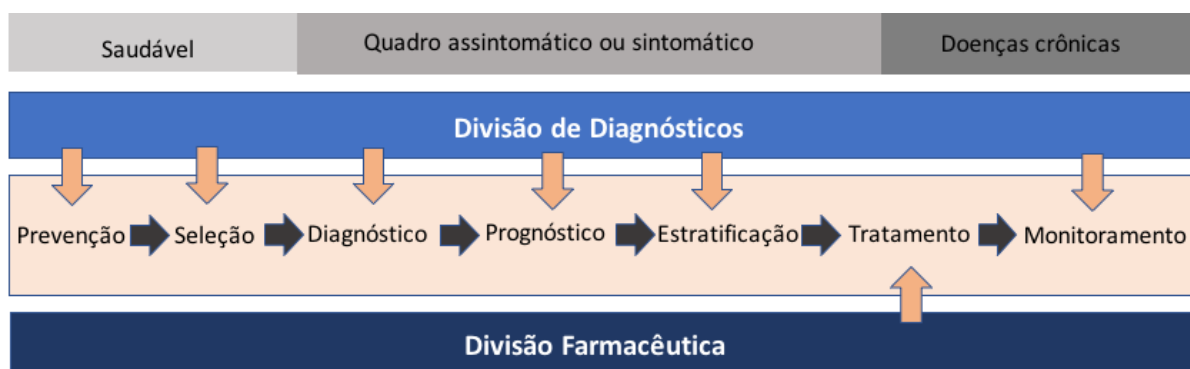 Saudável
Quadro assintomático ou sintomático
Doenças crônicas
Divisão de Diagnósticos
Prevenção
Seleção
Diagnóstico
Prognóstico
Estratificação
Tratamento
Monitoramento
Divisão Farmacêutica